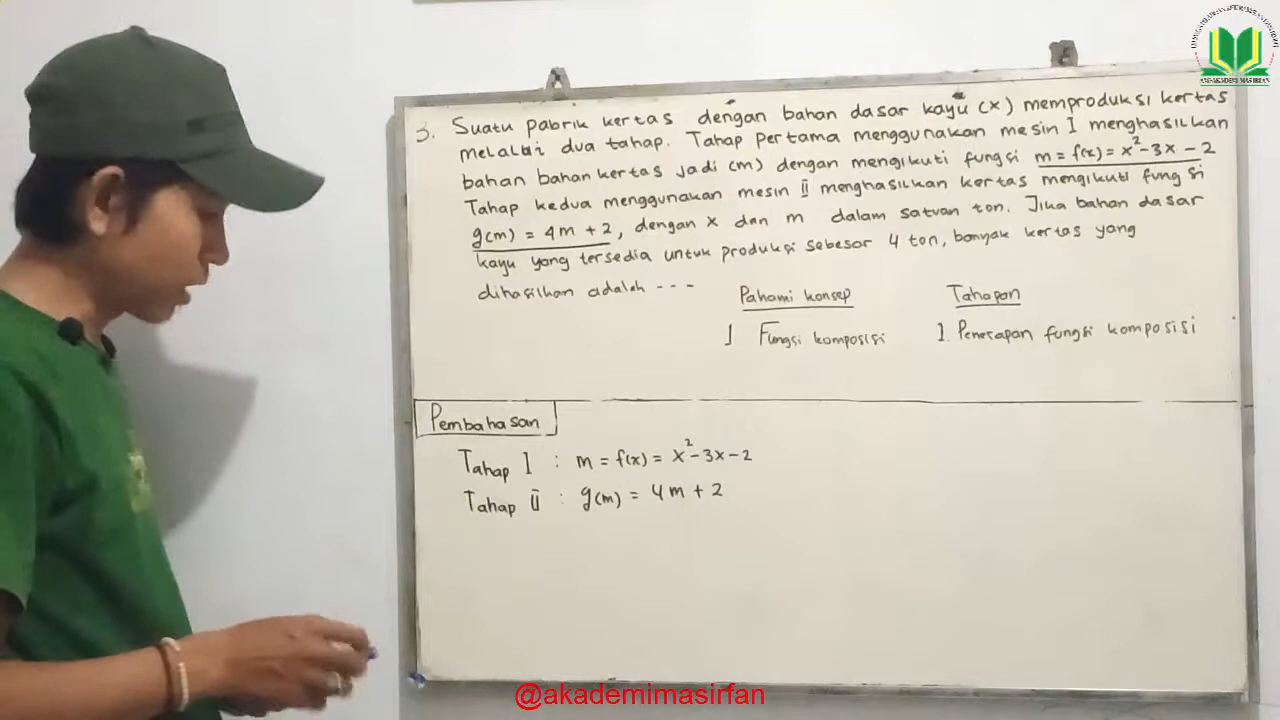 3. Suatu pabrik kertas dengan bahan dasar kayu (x) memproduksi kertas
melalui dua tahap. Tahap pertama menggunakan mesin I menghasilkan
bahan bahan kertas jadi (m) dengan mengikuti fungsi m = f(x) = x² - 3x - 2
Tahap kedua menggunakan mesin II menghasilkan kertas mengikuti fungsi
g(m) = 4m + 2, dengan x dan m dalam satuan ton. Jika bahan dasar
kayu yang tersedia untuk produksi sebesar 4 ton, banyak kertas yang
dihasilkan adalah ---
Pahami konsep
1 Fungsi komposisi
Tahapan
1. Penerapan fungsi komposisi
Pembahasan
Tahap I : m = f(x) = x² - 3x - 2
Tahap II : g(m) = 4m + 2
@akademimasirfan